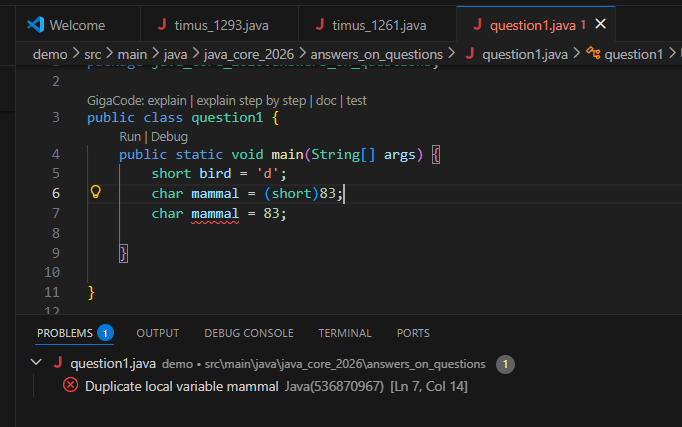 Welcome
timus_1293.java
timus_1261.java
question1.java 1
demo > src > main > java > java_core_2026 > answers_on_questions > question1.java > question1 >
2
GigaCode: explain | explain step by step | doc | test
3 public class question1 {
Run | Debug
4 public static void main(String[] args) {
5 short bird = 'd';
6 char mammal = (short)83;
7 char mammal = 83;
8
9 }
10
11 }
12
PROBLEMS 1 OUTPUT DEBUG CONSOLE TERMINAL PORTS
question1.java demo • src\main\java\java_core_2026\answers_on_questions 1
Duplicate local variable mammal Java(536870967) [Ln 7, Col 14]